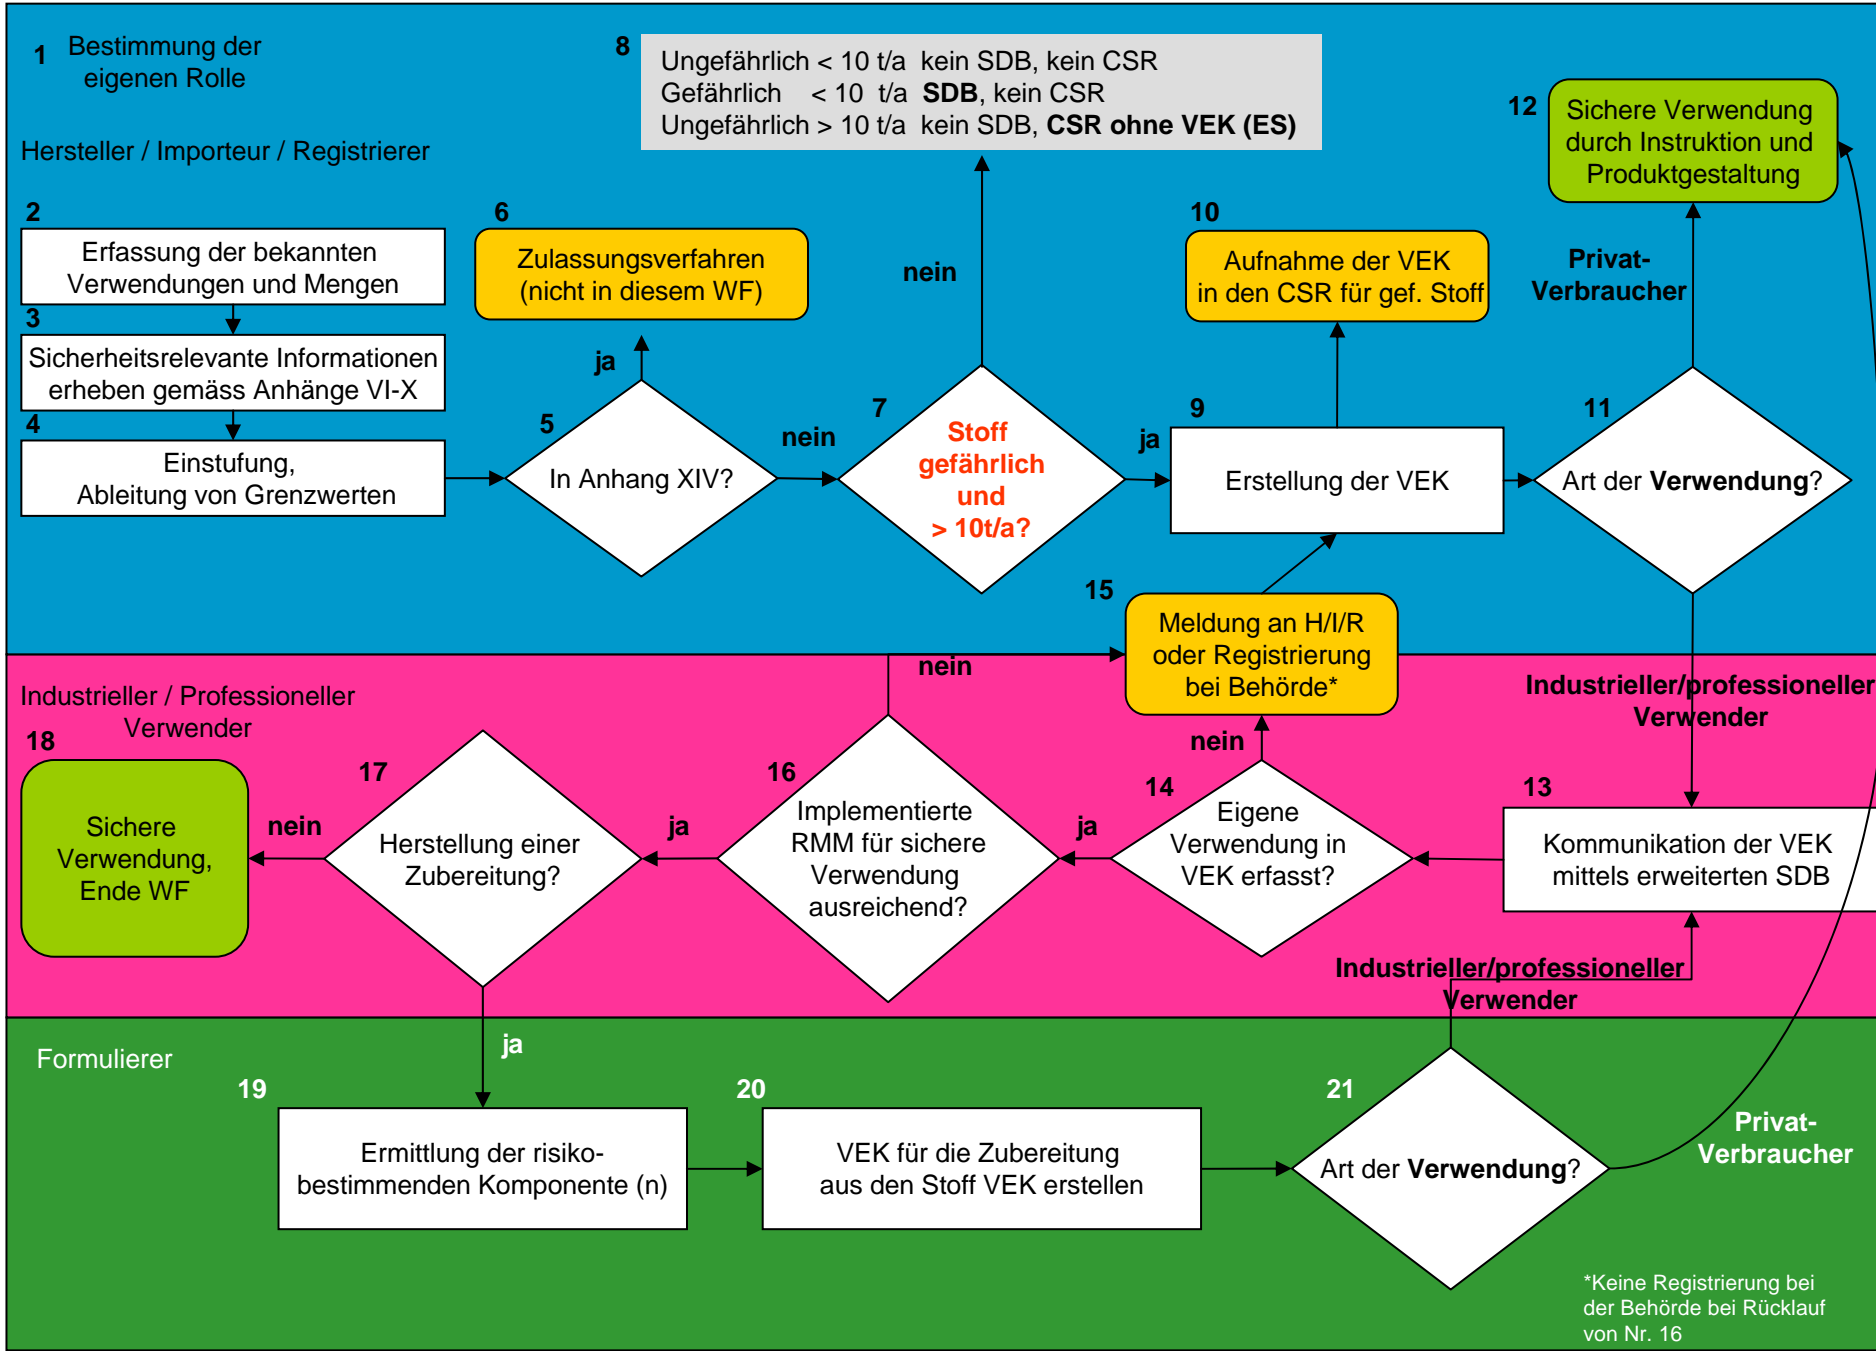 1 Bestimmung der
eigenen Rolle
Hersteller / Importeur / Registrierer
8
Ungefährlich < 10 t/a kein SDB, kein CSR
Gefährlich < 10 t/a SDB, kein CSR
Ungefährlich > 10 t/a kein SDB, CSR ohne VEK (ES)
12
Sichere Verwendung
durch Instruktion und
Produktgestaltung
2
Erfassung der bekannten
Verwendungen und Mengen
3
Sicherheitsrelevante Informationen
erheben gemäss Anhänge VI-X
4
Einstufung,
Ableitung von Grenzwerten
6
Zulassungsverfahren
(nicht in diesem WF)
ja
5
In Anhang XIV?
nein
nein
7
Stoff
gefährlich
und
> 10t/a?
ja
10
Aufnahme der VEK
in den CSR für gef. Stoff
9
Erstellung der VEK
Privat-
Verbraucher
11
Art der Verwendung?
15
Meldung an H/I/R
oder Registrierung
bei Behörde*
nein
Industrieller / Professioneller
Verwender
18
Sichere
Verwendung,
Ende WF
nein
17
Herstellung einer
Zubereitung?
ja
16
Implementierte
RMM für sichere
Verwendung
ausreichend?
ja
nein
14
Eigene
Verwendung in
VEK erfasst?
Industrieller/professioneller
Verwender
13
Kommunikation der VEK
mittels erweiterten SDB
Industrieller/professioneller
Verwender
Formulierer
ja
19
Ermittlung der risiko-
bestimmenden Komponente (n)
20
VEK für die Zubereitung
aus den Stoff VEK erstellen
21
Art der Verwendung?
Privat-
Verbraucher
*Keine Registrierung bei
der Behörde bei Rücklauf
von Nr. 16